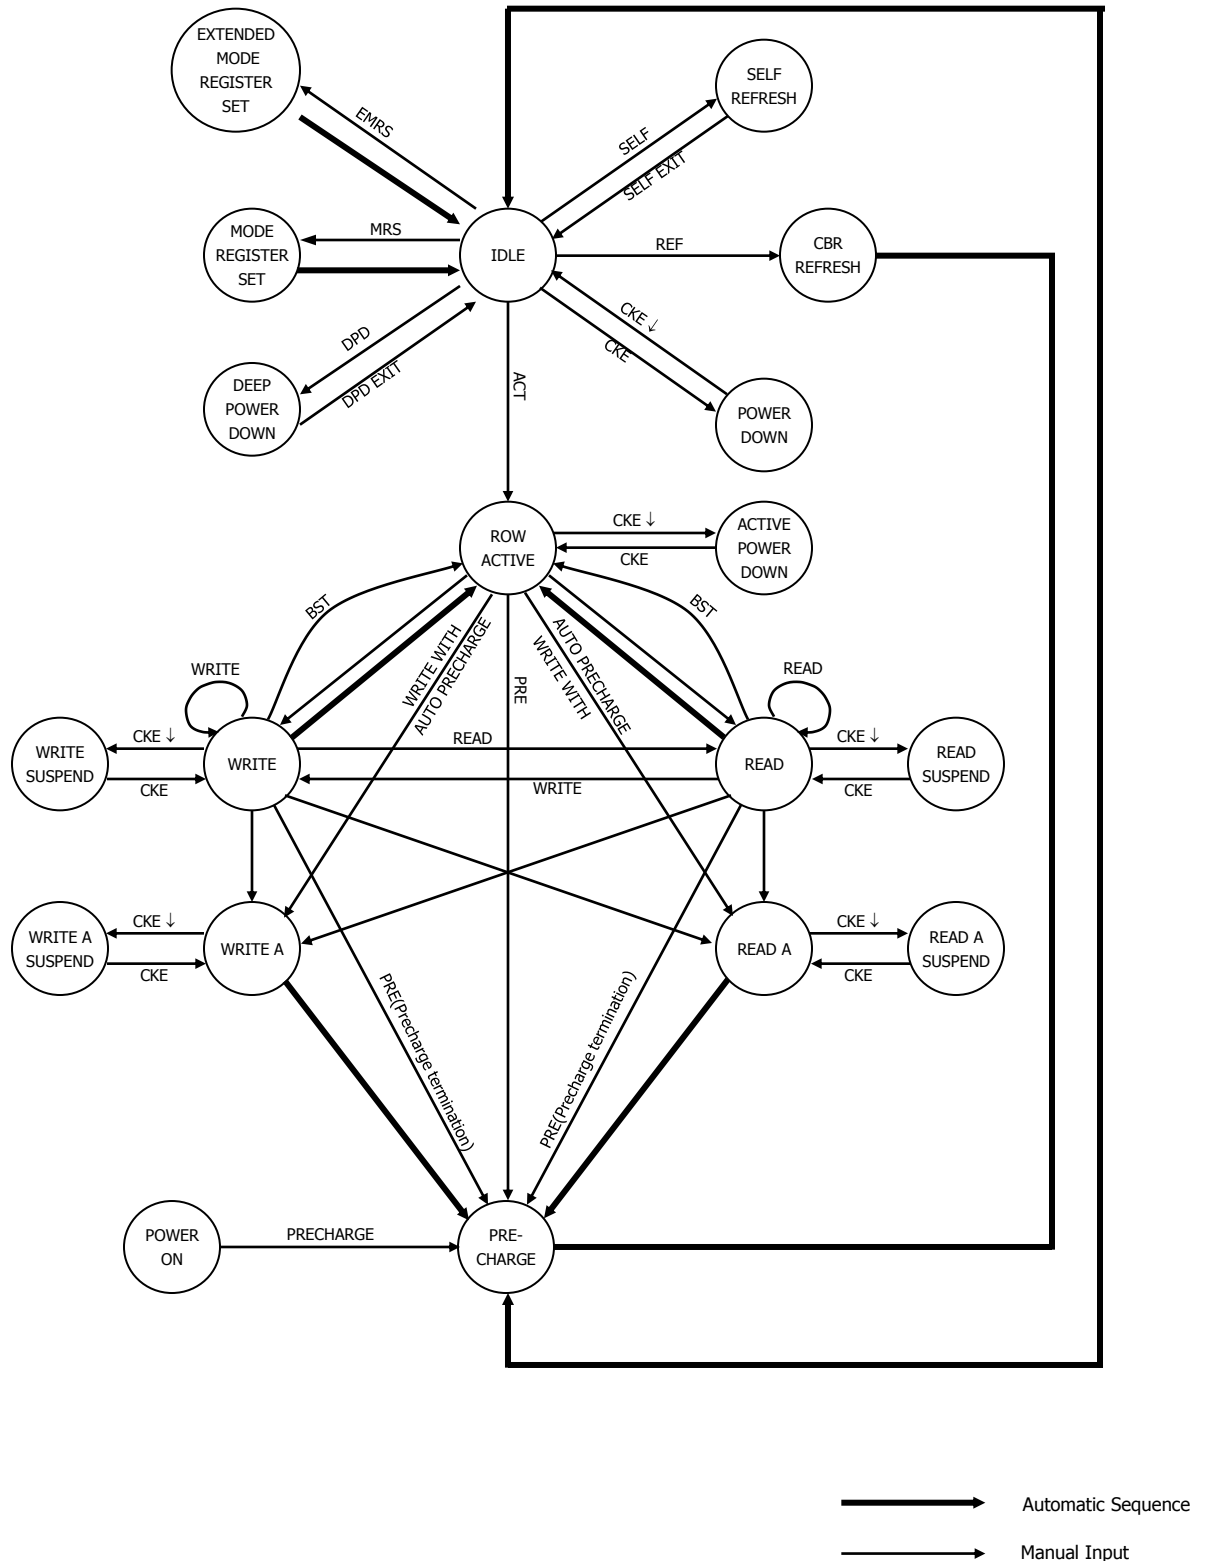 EXTENDED
MODE
REGISTER
SET
SELF
REFRESH
EMRS
SELF
SELF EXIT
MODE
REGISTER
SET
MRS
IDLE
REF
CBR
REFRESH
DPD
DPD EXIT
CKE ↓
CKE
DEEP
POWER
DOWN
ACT
POWER
DOWN
ROW
ACTIVE
CKE ↓
CKE
ACTIVE
POWER
DOWN
BST
BST
WRITE WITH
AUTO PRECHARGE
PRE
AUTO PRECHARGE
WRITE WITH
WRITE
READ
WRITE
SUSPEND
CKE ↓
CKE
WRITE
READ
WRITE
READ
CKE ↓
CKE
READ
SUSPEND
WRITE A
SUSPEND
CKE ↓
CKE
WRITE A
READ A
CKE ↓
CKE
READ A
SUSPEND
PRE(Precharge termination)
PRE(Precharge termination)
POWER
ON
PRECHARGE
PRE-
CHARGE
Automatic Sequence
Manual Input